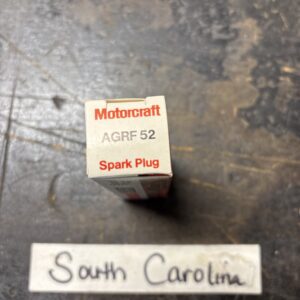 Motorcraft
AGRF 52
Spark Plug
South Carolina